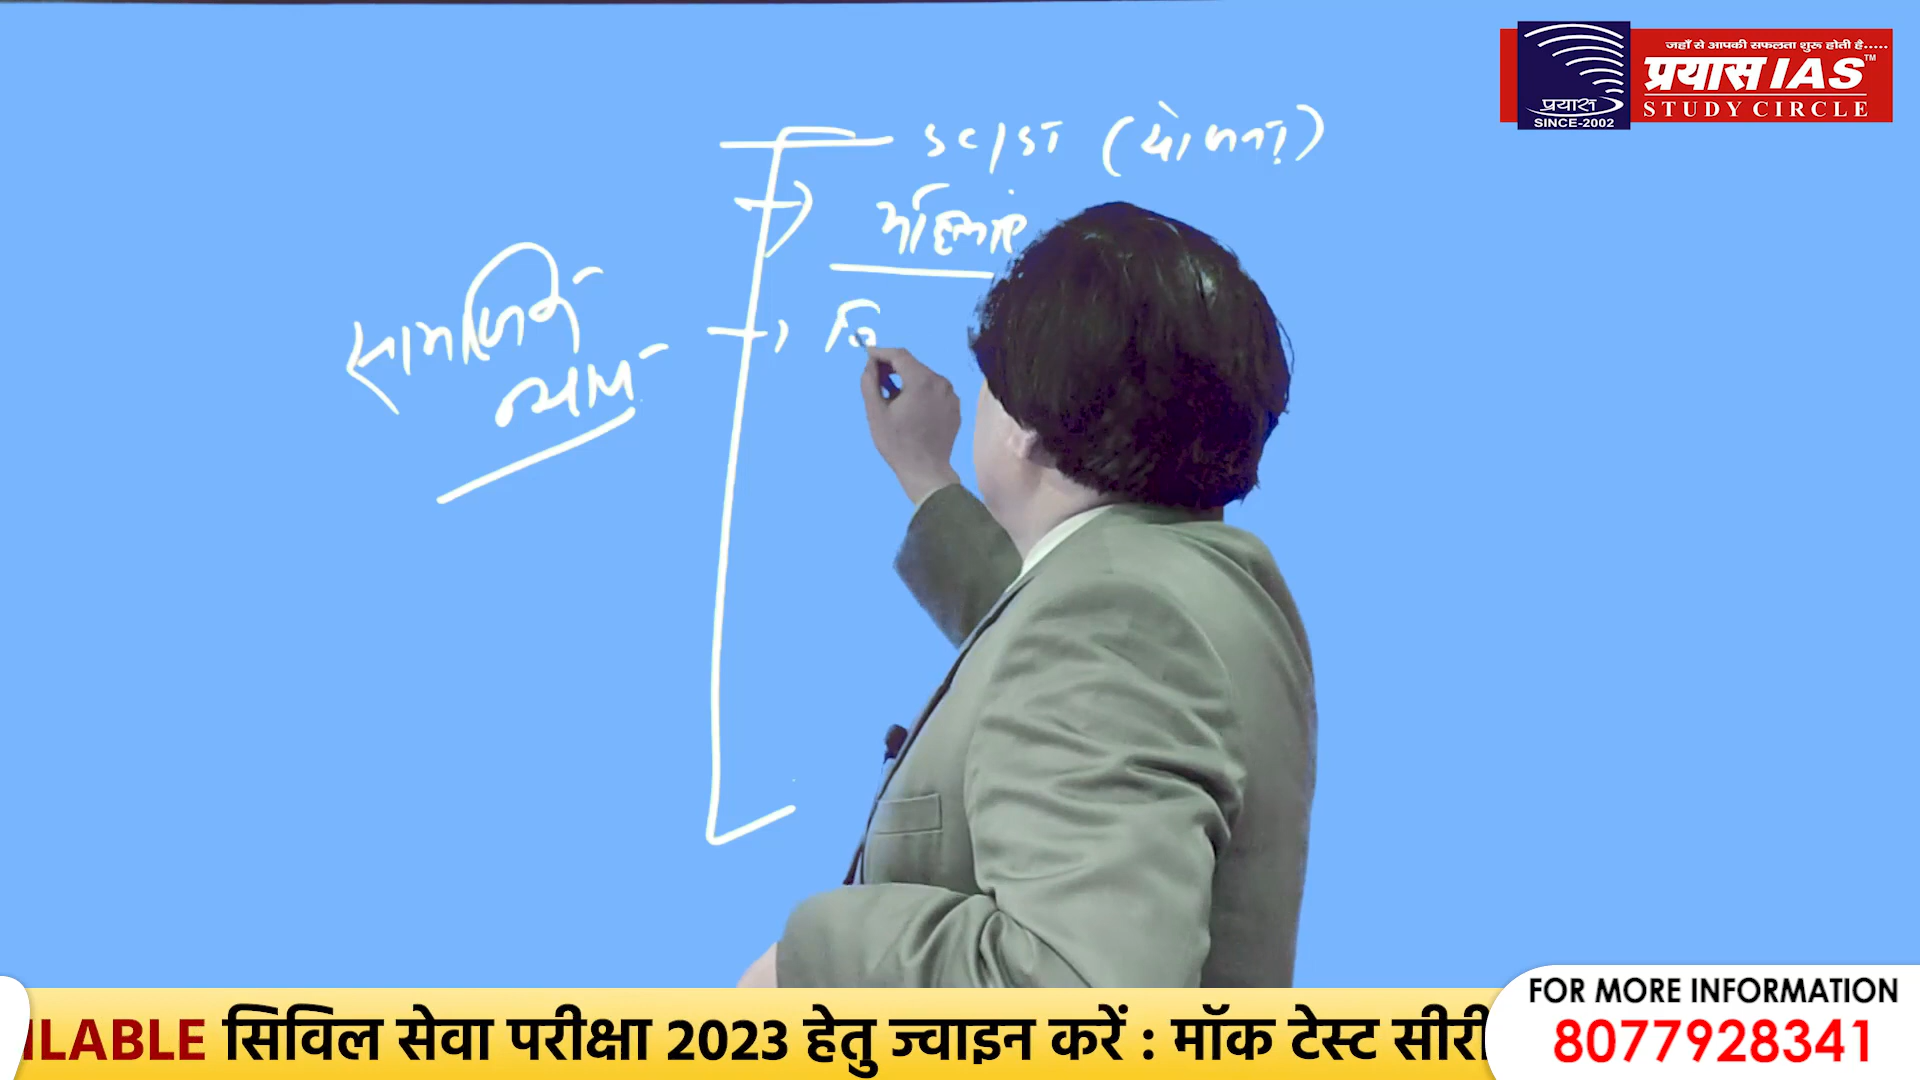 जहाँ से आपकी सफलता शुरू होती है.....
प्रयास IAS TM
STUDY CIRCLE
प्रयास
SINCE-2002
SC/ST (योजना)
महिलाएं
सामाजिक
न्याय
वि
ILABLE सिविल सेवा परीक्षा 2023 हेतु ज्वाइन करें : मॉक टेस्ट सीरी
FOR MORE INFORMATION
8077928341